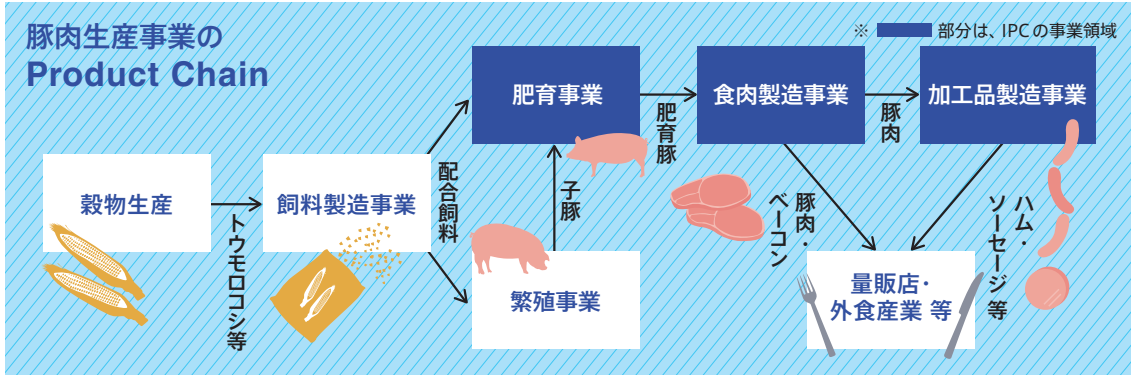 豚肉生産事業の
Product Chain
※ 部分は、IPCの事業領域
穀物生産
トウモロコシ等
飼料製造事業
配合飼料
肥育事業
繁殖事業
子豚
肥育豚
食肉製造事業
豚肉
加工品製造事業
豚肉・
ベーコン
ハム・
ソーセージ 等
量販店・
外食産業 等